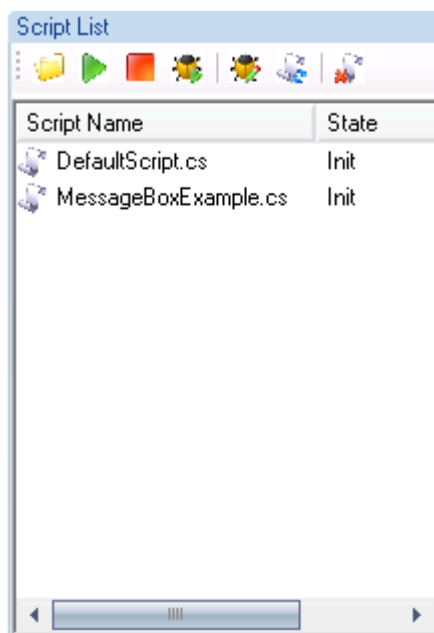 Script List
Script Name State
DefaultScript.cs Init
MessageBoxExample.cs Init